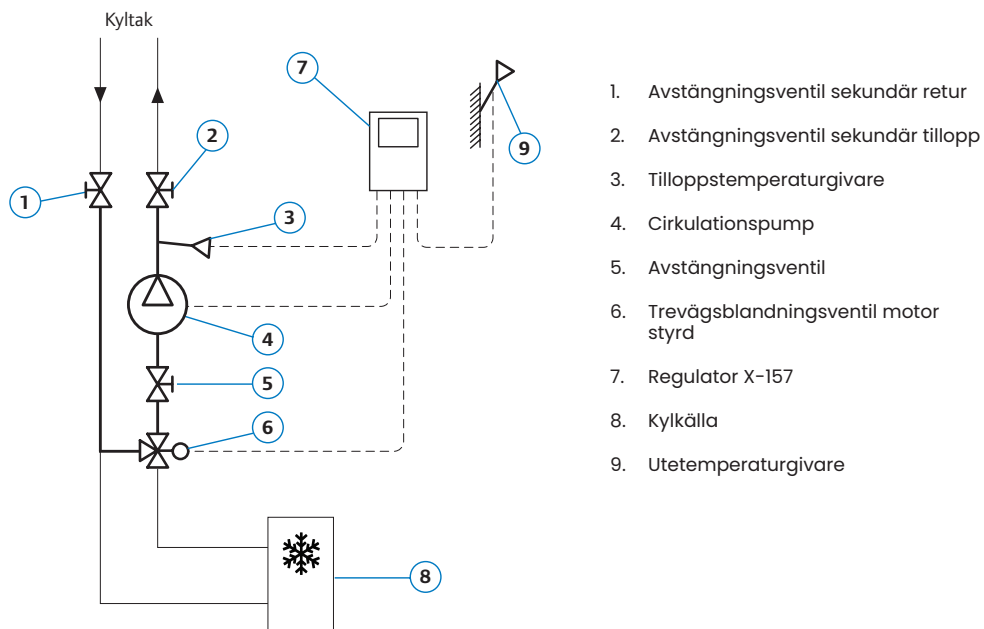 Kyltak
7
2
9
1
3
4
5
6
8
1. Avstängningsventil sekundär retur
2. Avstängningsventil sekundär tillopp
3. Tilloppstemperaturgivare
4. Cirkulationspump
5. Avstängningsventil
6. Trevägsblandningsventil motor
styrd
7. Regulator X-157
8. Kylkälla
9. Utetemperaturgivare